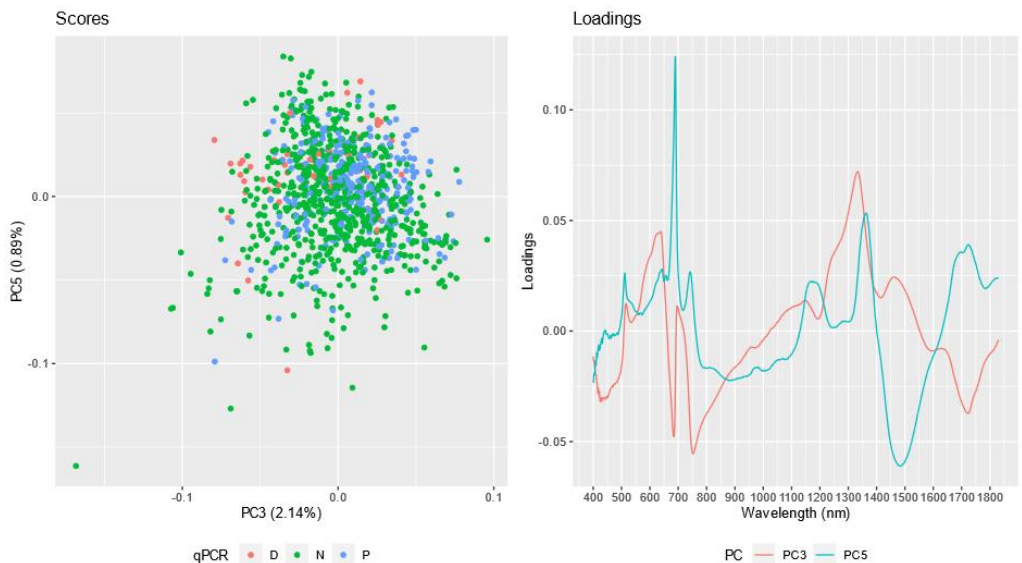 Scores
0.0
-0.1
PC5 (0.89%)
-0.1
0.0
0.1
PC3 (2.14%)
qPCR D N P
Loadings
0.10
0.05
0.00
-0.05
Loadings
400 500 600 700 800 900 1000 1100 1200 1300 1400 1500 1600 1700 1800
Wavelength (nm)
PC PC3 PC5